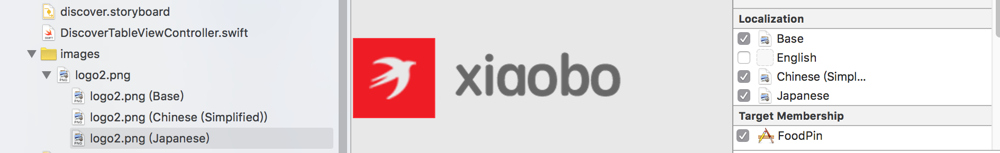 discover.storyboard
DiscoverTableViewController.swift
images
logo2.png
logo2.png (Base)
logo2.png (Chinese (Simplified))
logo2.png (Japanese)
xiaobo
Localization
Base
English
Chinese (Simpl...
Japanese
Target Membership
FoodPin